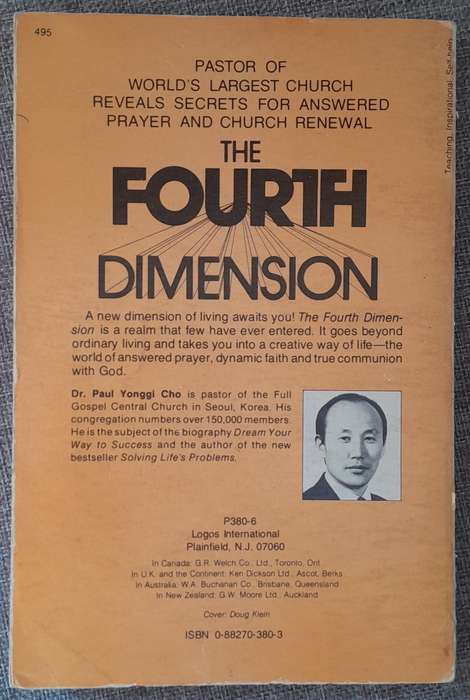 495
Teaching, Inspirational, Self-help
PASTOR OF
WORLD'S LARGEST CHURCH
REVEALS SECRETS FOR ANSWERED
PRAYER AND CHURCH RENEWAL
THE
FOURTH
DIMENSION
A new dimension of living awaits you! The Fourth Dimen-
sion is a realm that few have ever entered. It goes beyond
ordinary living and takes you into a creative way of life—the
world of answered prayer, dynamic faith and true communion
with God.
Dr. Paul Yonggi Cho is pastor of the Full
Gospel Central Church in Seoul, Korea. His
congregation numbers over 150,000 members.
He is the subject of the biography Dream Your
Way to Success and the author of the new
bestseller Solving Life's Problems.
P380-6
Logos International
Plainfield, N.J. 07060
In Canada: G.R. Welch Co., Ltd., Toronto, Ont.
In U.K. and the Continent: Ken Dickson Ltd., Ascot, Berks.
In Australia: W.A. Buchanan Co., Brisbane, Queensland
In New Zealand: G.W. Moore Ltd., Auckland
Cover: Doug Klein
ISBN 0-88270-380-3